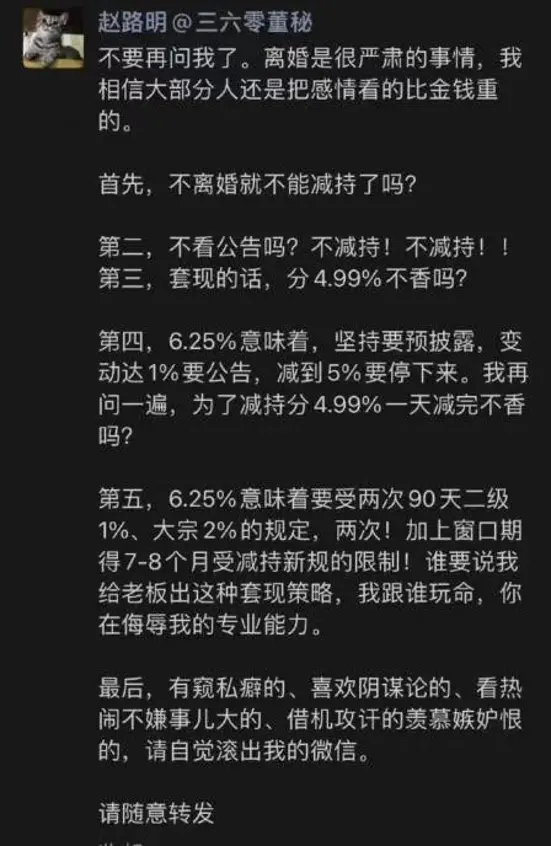 赵路明@三六零董秘
不要再问我了。离婚是很严肃的事情，我
相信大部分人还是把感情看的比金钱重
的。
首先，不离婚就不能减持了吗？
第二，不看公告吗？不减持！不减持！！
第三，套现的话，分4.99%不香吗？
第四，6.25%意味着，坚持要预披露，变
动达1%要公告，减到5%要停下来。我再
问一遍，为了减持分4.99%一天减完不香
吗？
第五，6.25%意味着要受两次90天二级
1%、大宗2%的规定，两次！加上窗口期
得7-8个月受减持新规的限制！谁要说我
给老板出这种套现策略，我跟谁玩命，你
在侮辱我的专业能力。
最后，有窥私癖的、喜欢阴谋论的、看热
闹不嫌事儿大的、借机攻讦的羡慕嫉妒恨
的，请自觉滚出我的微信。
请随意转发